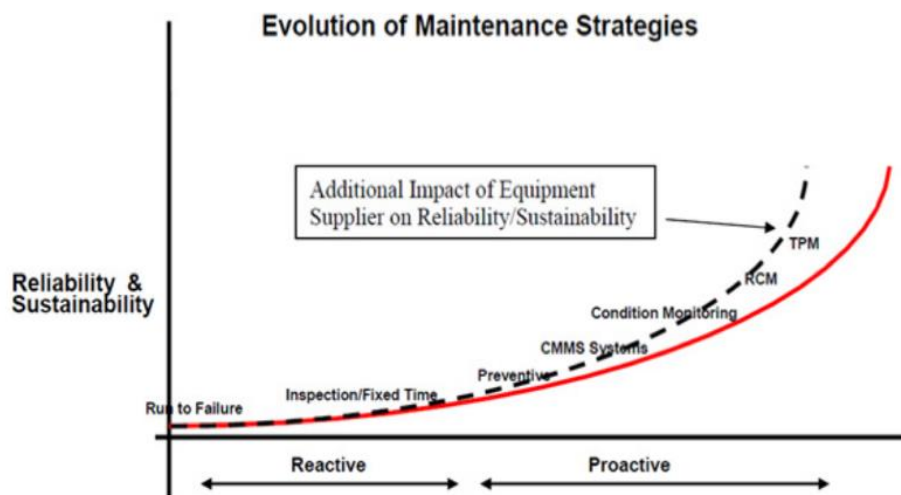 Evolution of Maintenance Strategies
Additional Impact of Equipment
Supplier on Reliability/Sustainability
TPM
RCM
Reliability &
Sustainability
Condition Monitoring
CMMS Systems
Preventive
Inspection/Fixed Time
Run to Failure
Reactive
Proactive